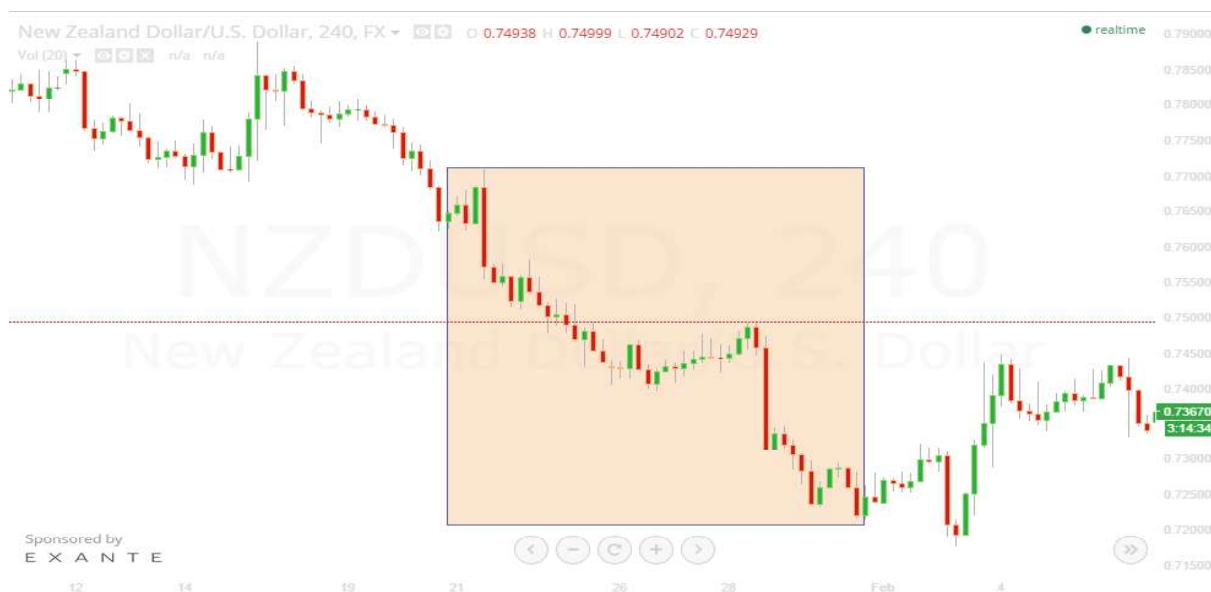 New Zealand Dollar/U.S. Dollar, 240, FX O 0.74938 H 0.74999 L 0.74902 C 0.74929
realtime
Vol (20) n/a n/a
0.79000
0.78500
0.78000
0.77500
0.77000
0.76500
0.76000
0.75500
0.75000
0.74500
0.74000
0.73670
3:14:34
0.73000
0.72500
0.72000
0.71500
NZDUSD, 240
New Zealand Dollar/U.S. Dollar
Sponsored by
EXANTE
12 14 19 21 26 28 Feb 4